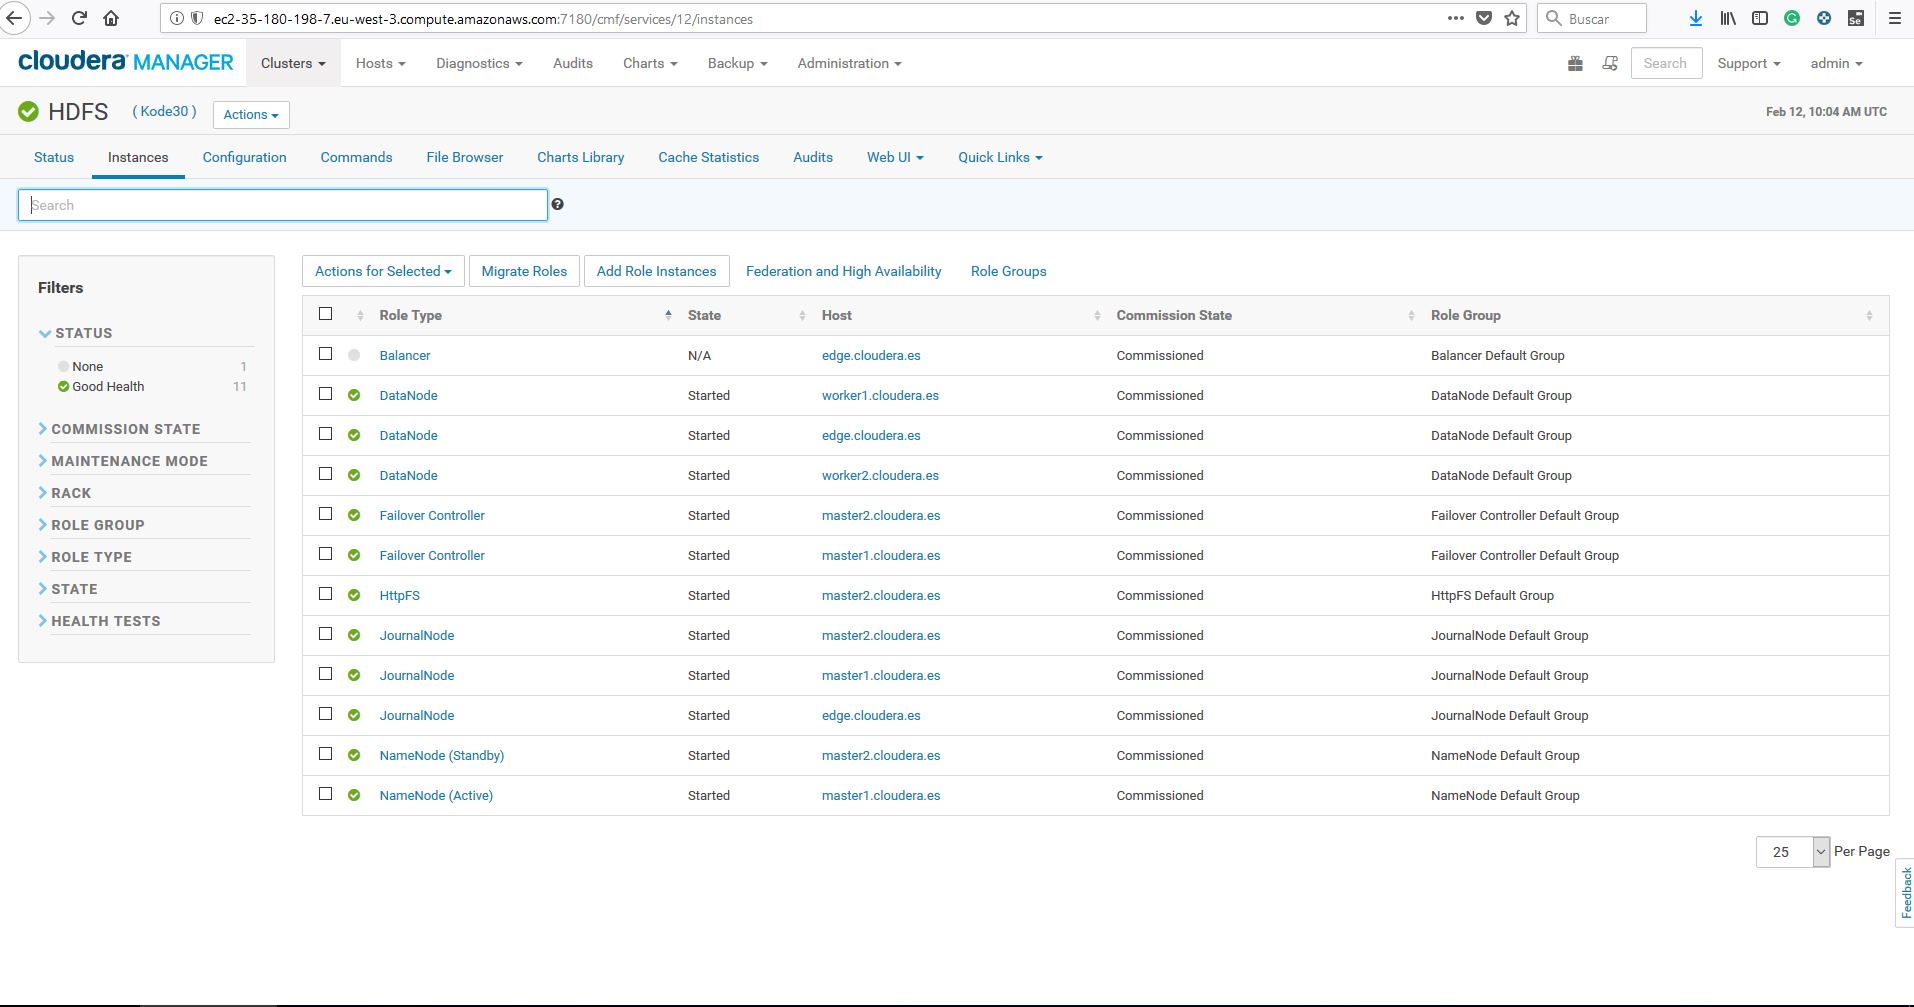 ec2-35-180-198-7.eu-west-3.compute.amazonaws.com:7180/cmf/services/12/instances
Buscar
Se
cloudera MANAGER
Clusters
Hosts
Diagnostics
Audits
Charts
Backup
Administration
Search
Support
admin
HDFS
( Kode30 )
Actions
Feb 12, 10:04 AM UTC
Status
Instances
Configuration
Commands
File Browser
Charts Library
Cache Statistics
Audits
Web UI
Quick Links
Search
?
Filters
STATUS
None 1
Good Health 11
COMMISSION STATE
MAINTENANCE MODE
RACK
ROLE GROUP
ROLE TYPE
STATE
HEALTH TESTS
Actions for Selected
Migrate Roles
Add Role Instances
Federation and High Availability
Role Groups
Role Type State Host Commission State Role Group
Balancer N/A edge.cloudera.es Commissioned Balancer Default Group
DataNode Started worker1.cloudera.es Commissioned DataNode Default Group
DataNode Started edge.cloudera.es Commissioned DataNode Default Group
DataNode Started worker2.cloudera.es Commissioned DataNode Default Group
Failover Controller Started master2.cloudera.es Commissioned Failover Controller Default Group
Failover Controller Started master1.cloudera.es Commissioned Failover Controller Default Group
HttpFS Started master2.cloudera.es Commissioned HttpFS Default Group
JournalNode Started master2.cloudera.es Commissioned JournalNode Default Group
JournalNode Started master1.cloudera.es Commissioned JournalNode Default Group
JournalNode Started edge.cloudera.es Commissioned JournalNode Default Group
NameNode (Standby) Started master2.cloudera.es Commissioned NameNode Default Group
NameNode (Active) Started master1.cloudera.es Commissioned NameNode Default Group
25 Per Page
Feedback